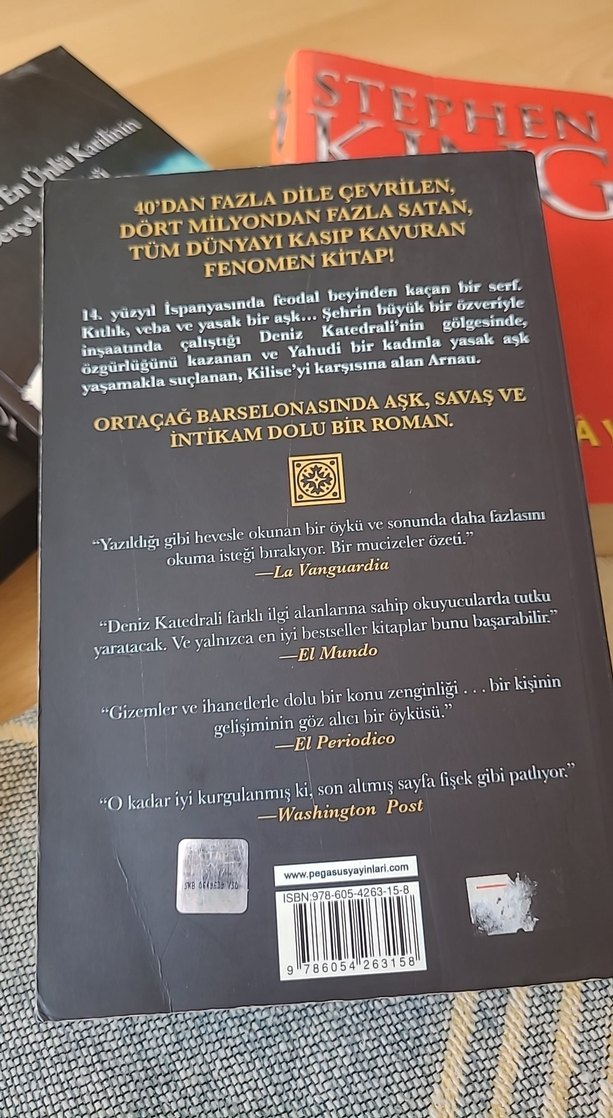 En Ünlü Katilinin
STEPHEN
KING
40'DAN FAZLA DİLE ÇEVRİLEN,
DÖRT MİLYONDAN FAZLA SATAN,
TÜM DÜNYAYI KASIP KAVURAN
FENOMEN KİTAP!
14. yüzyıl İspanyasında feodal beyinden kaçan bir serf.
Kıtlık, veba ve yasak bir aşk... Şehrin büyük bir özveriyle
inşaatında çalıştığı Deniz Katedrali'nin gölgesinde,
özgürlüğünü kazanan ve Yahudi bir kadınla yasak aşk
yaşamakla suçlanan, Kilise'yi karşısına alan Arnau.
ORTAÇAĞ BARSELONASINDA AŞK, SAVAŞ VE
İNTİKAM DOLU BİR ROMAN.
“Yazıldığı gibi hevesle okunan bir öykü ve sonunda daha fazlasını
okuma isteği bırakıyor. Bir mucizeler özeti.”
—La Vanguardia
“Deniz Katedrali farklı ilgi alanlarına sahip okuyucularda tutku
yaratacak. Ve yalnızca en iyi bestseller kitaplar bunu başarabilir.”
—El Mundo
“Gizemler ve ihanetlerle dolu bir konu zenginliği . . . bir kişinin
gelişiminin göz alıcı bir öyküsü.”
—El Periodico
“O kadar iyi kurgulanmış ki, son altmış sayfa fişek gibi patlıyor.”
—Washington Post
www.pegasusyayinlari.com
ISBN:978-605-4263-15-8
9 786054 263158